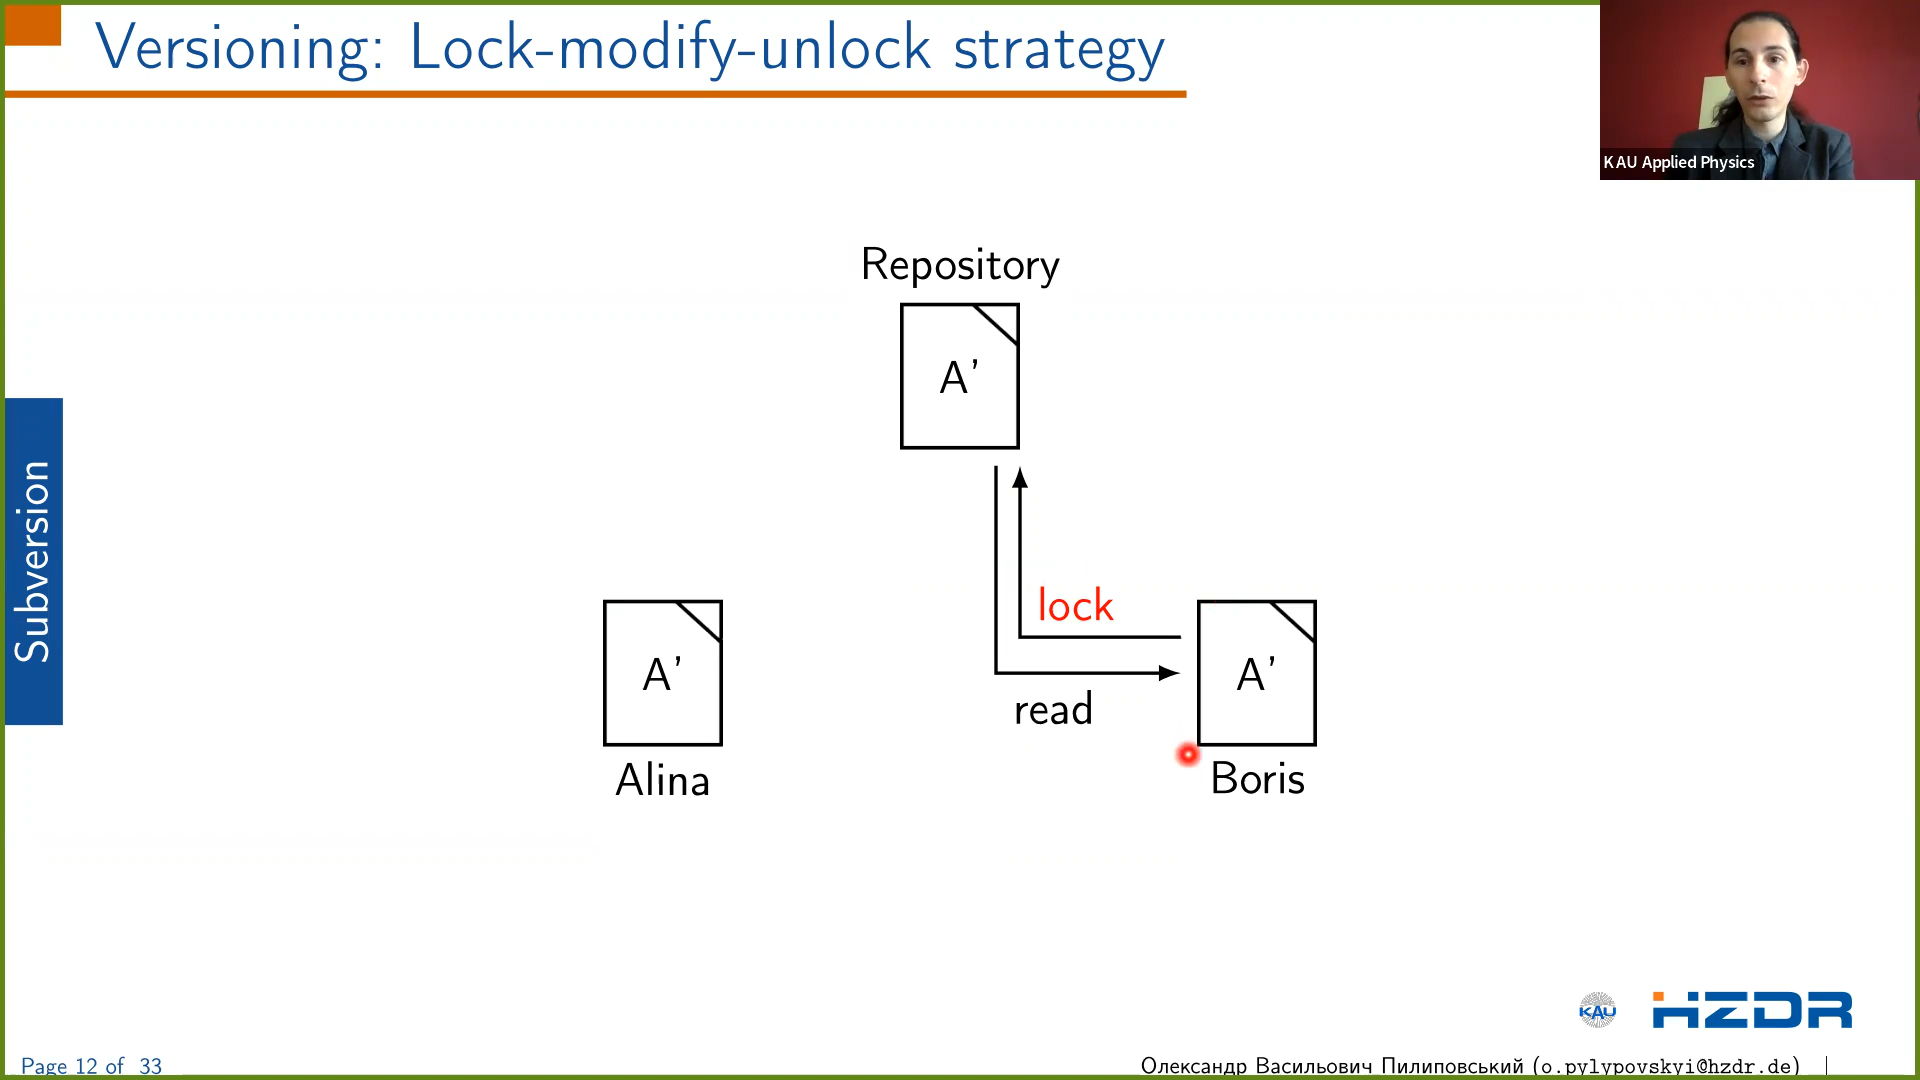 Versioning: Lock-modify-unlock strategy
KAU Applied Physics
Repository
A'
lock
read
A'
Alina
A'
Boris
Subversion
KAU
HZDR
Page 12 of 33
Олександр Васильович Пилиповський (o.pylypovskyi@hzdr.de)